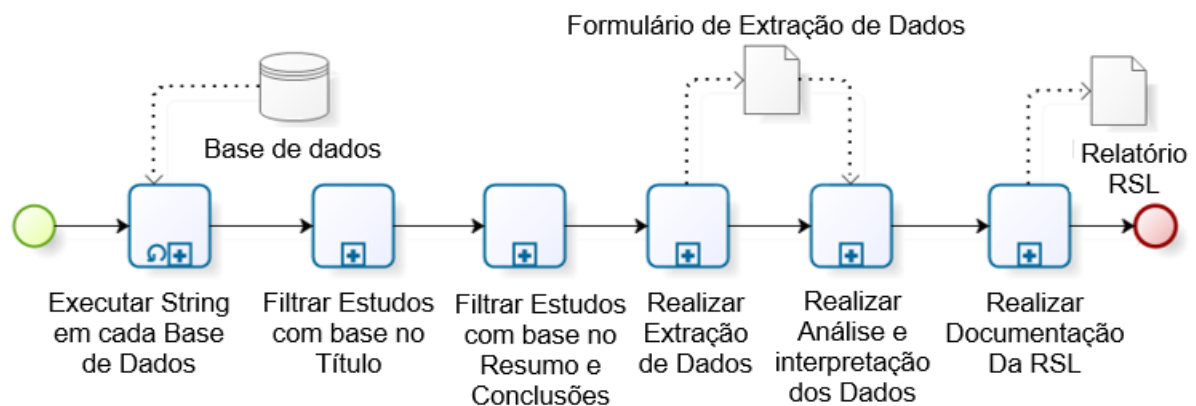 Formulário de Extração de Dados
Base de dados
Relatório
RSL
Executar String
em cada Base
de Dados
Filtrar Estudos
com base no
Título
Filtrar Estudos
com base no
Resumo e
Conclusões
Realizar
Extração
de Dados
Realizar
Análise e
interpretação
dos Dados
Realizar
Documentação
Da RSL